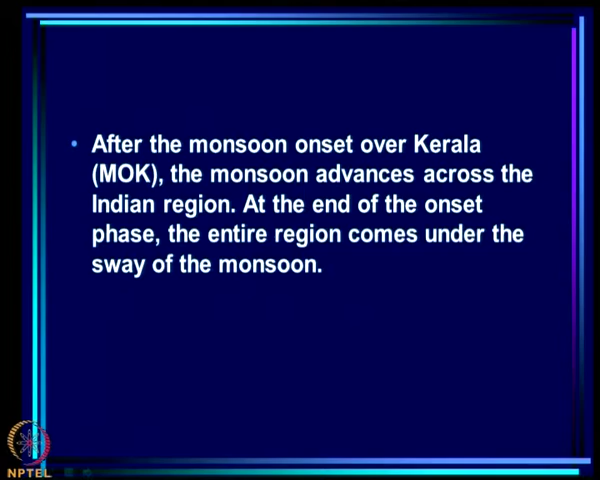 • After the monsoon onset over Kerala
(MOK), the monsoon advances across the
Indian region. At the end of the onset
phase, the entire region comes under the
sway of the monsoon.
NPTEL